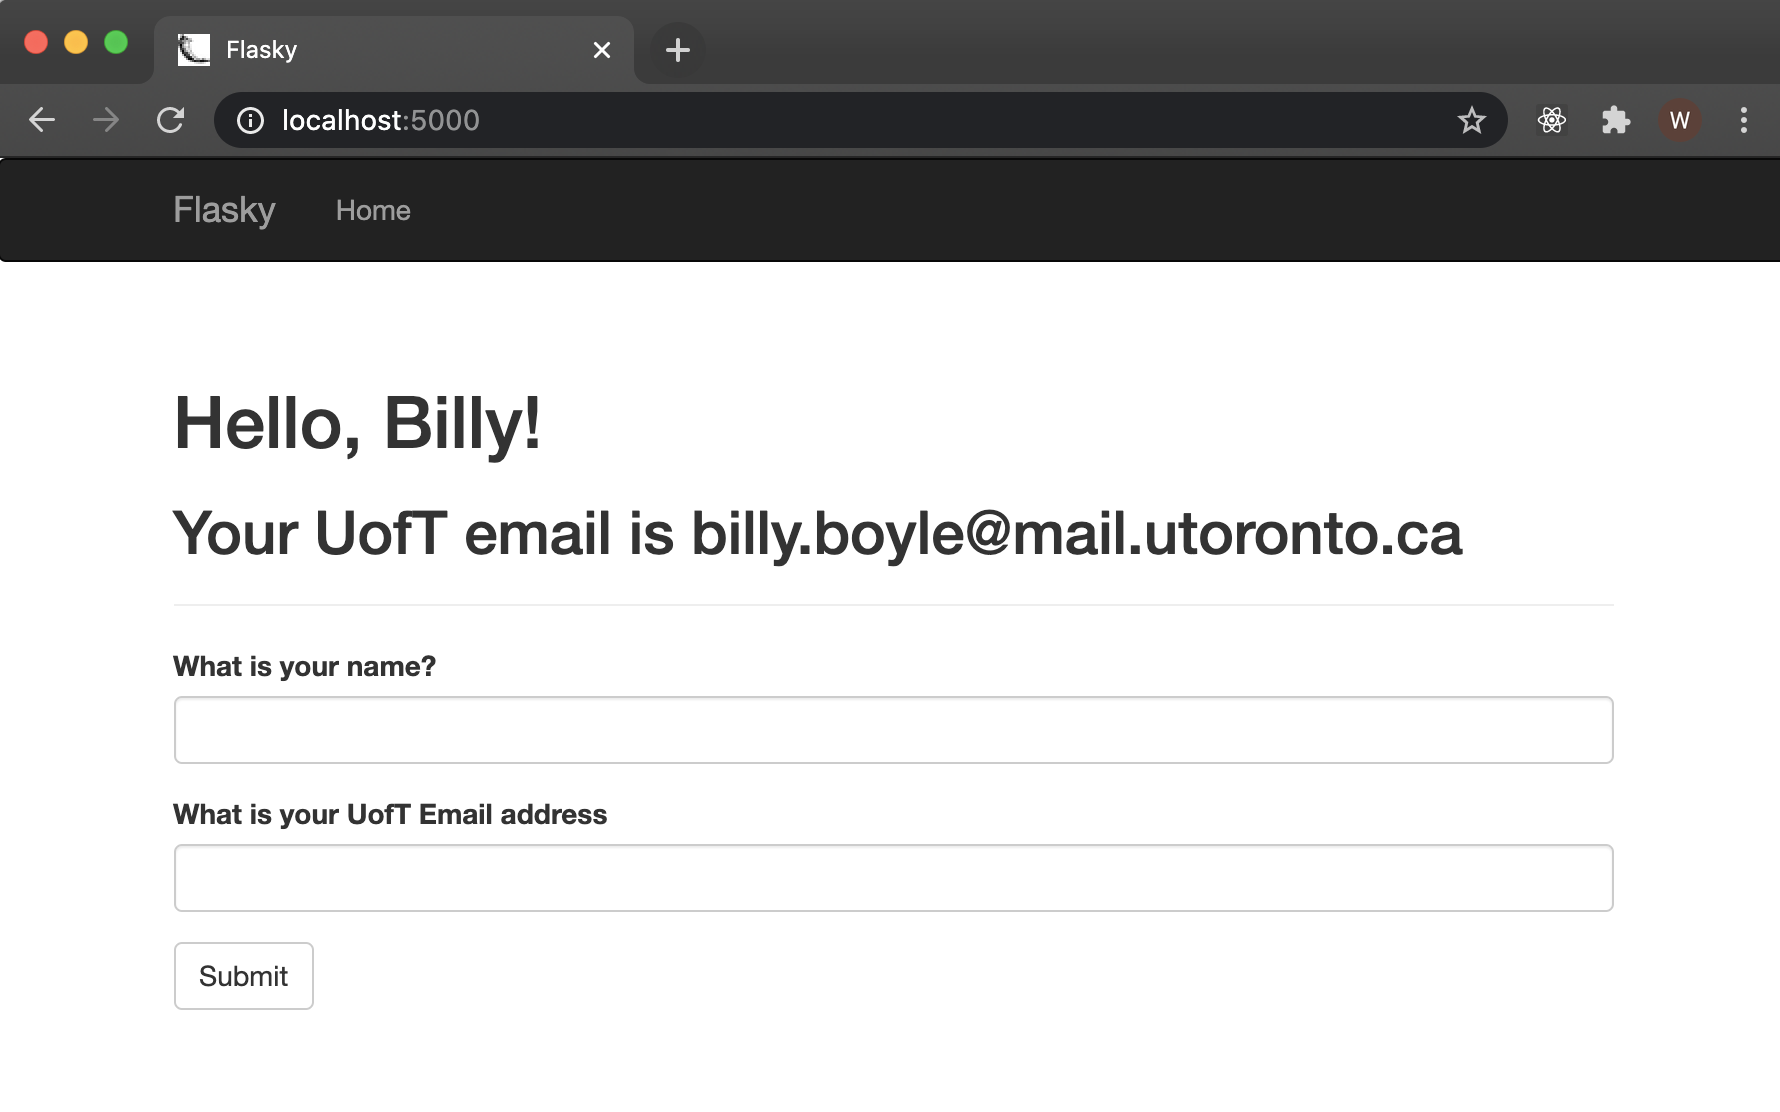 Flasky
localhost:5000
W
Flasky Home
Hello, Billy!
Your UofT email is billy.boyle@mail.utoronto.ca
What is your name?
What is your UofT Email address
Submit